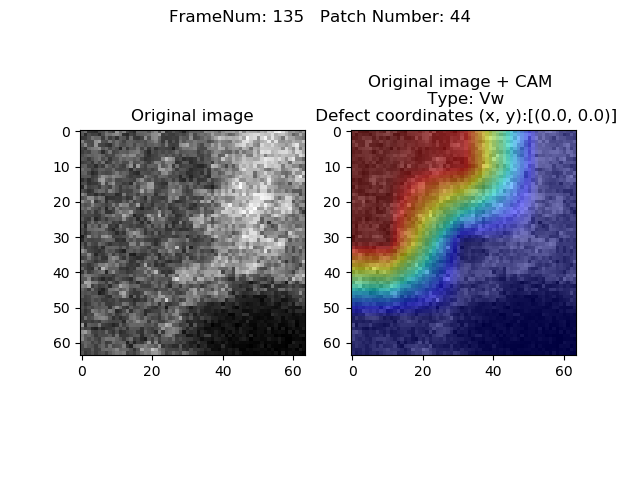 FrameNum: 135   Patch Number: 44
Original image
Original image + CAM
Type: Vw
Defect coordinates (x, y):[(0.0, 0.0)]
0
10
20
30
40
50
60
0 20 40 60
0
10
20
30
40
50
60
0 20 40 60